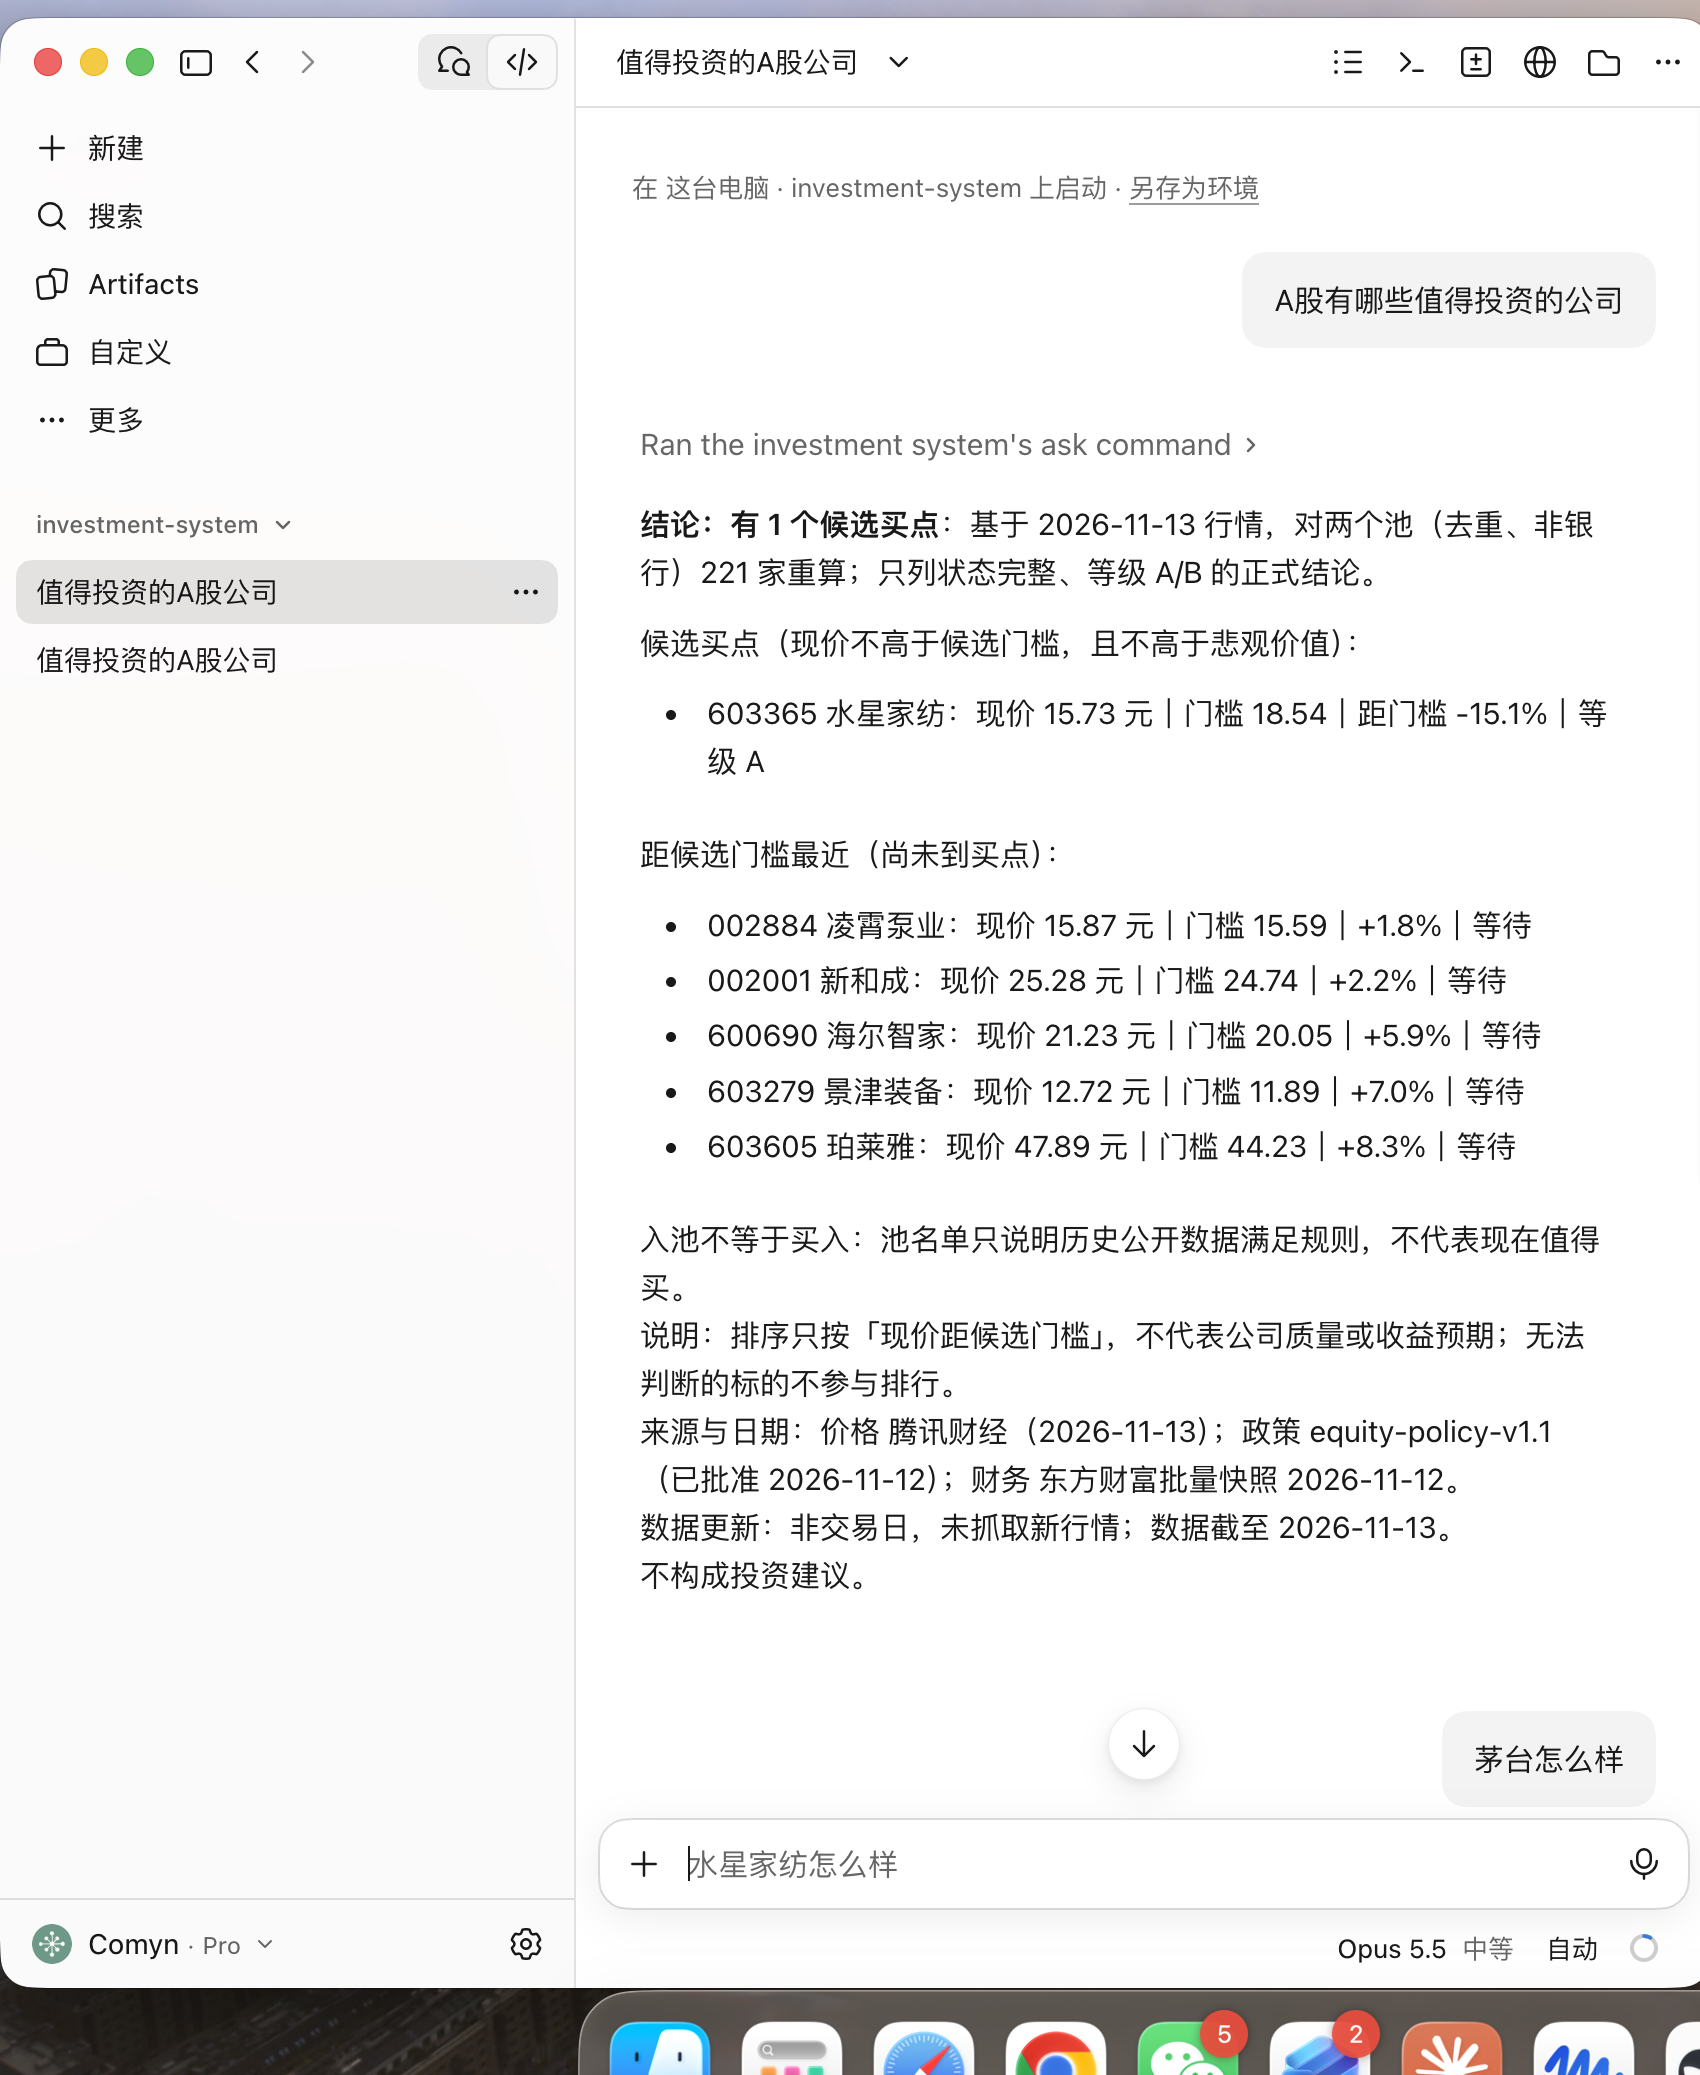 值得投资的A股公司
新建
搜索
Artifacts
自定义
更多
investment-system
值得投资的A股公司
值得投资的A股公司
在 这台电脑 · investment-system 上启动 · 另存为环境
A股有哪些值得投资的公司
Ran the investment system's ask command
结论：有 1 个候选买点：基于 2026-11-13 行情，对两个池（去重、非银
行）221 家重算；只列状态完整、等级 A/B 的正式结论。
候选买点（现价不高于候选门槛，且不高于悲观价值）：
• 603365 水星家纺：现价 15.73 元 | 门槛 18.54 | 距门槛 -15.1% | 等
级 A
距候选门槛最近（尚未到买点）：
• 002884 凌霄泵业：现价 15.87 元 | 门槛 15.59 | +1.8% | 等待
• 002001 新和成：现价 25.28 元 | 门槛 24.74 | +2.2% | 等待
• 600690 海尔智家：现价 21.23 元 | 门槛 20.05 | +5.9% | 等待
• 603279 景津装备：现价 12.72 元 | 门槛 11.89 | +7.0% | 等待
• 603605 珀莱雅：现价 47.89 元 | 门槛 44.23 | +8.3% | 等待
入池不等于买入：池名单只说明历史公开数据满足规则，不代表现在值得
买。
说明：排序只按「现价距候选门槛」，不代表公司质量或收益预期；无法
判断的标的不参与排行。
来源与日期：价格 腾讯财经（2026-11-13）；政策 equity-policy-v1.1
（已批准 2026-11-12）；财务 东方财富批量快照 2026-11-12。
数据更新：非交易日，未抓取新行情；数据截至 2026-11-13。
不构成投资建议。
茅台怎么样
水星家纺怎么样
Comyn · Pro
Opus 5.5 中等 自动
5
2